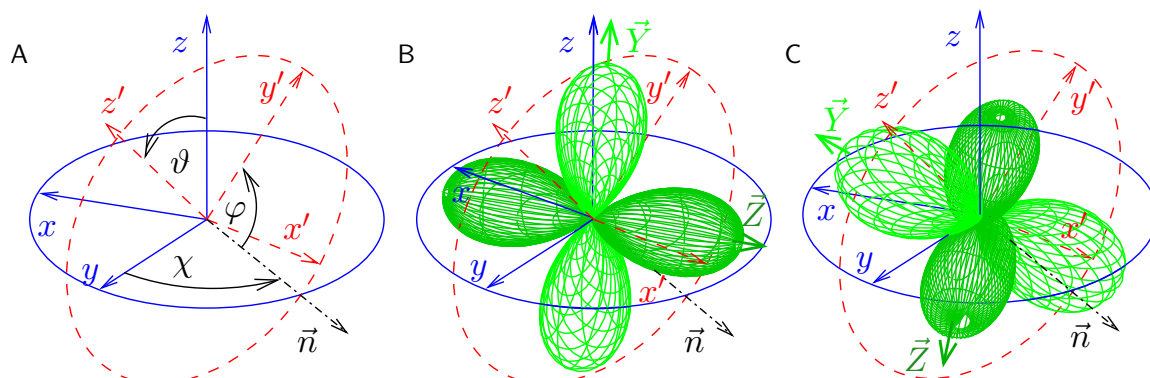 A
z
z′
y′
ϑ
φ
x
x′
y
χ
n⃗
B
z
Y⃗
z′
y′
x
Z⃗
y
x′
n⃗
C
z
Y⃗
z′
y′
x
x′
y
Z⃗
n⃗